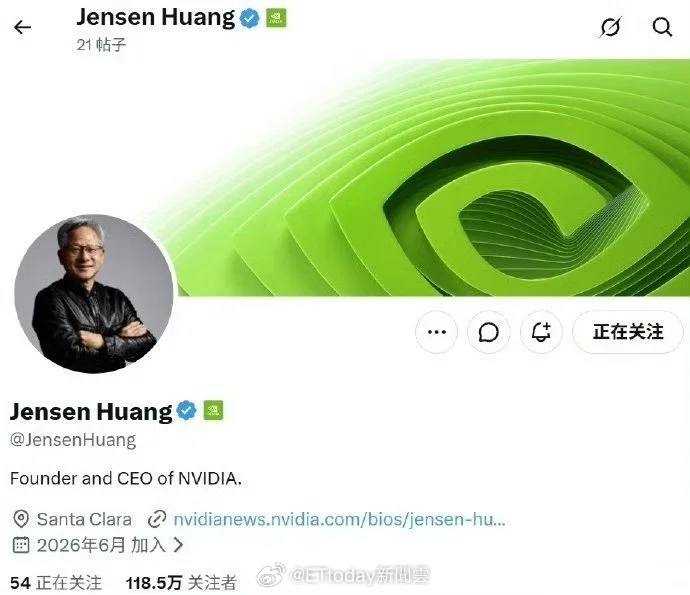 Jensen Huang
21 帖子
正在关注
Jensen Huang
@JensenHuang
Founder and CEO of NVIDIA.
Santa Clara nvidianews.nvidia.com/bios/jensen-hu...
2026年6月 加入
54 正在关注 118.5万 关注者
@ETtoday新聞雲